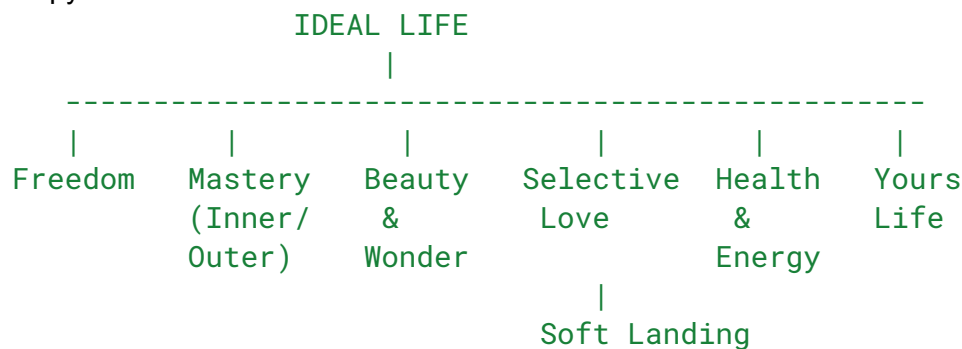 IDEAL LIFE
|
-------------------------------------------------
| | | | | |
Freedom Mastery Beauty Selective Health Yours
(Inner/ & Love & Life
Outer) Wonder Energy
|
Soft Landing